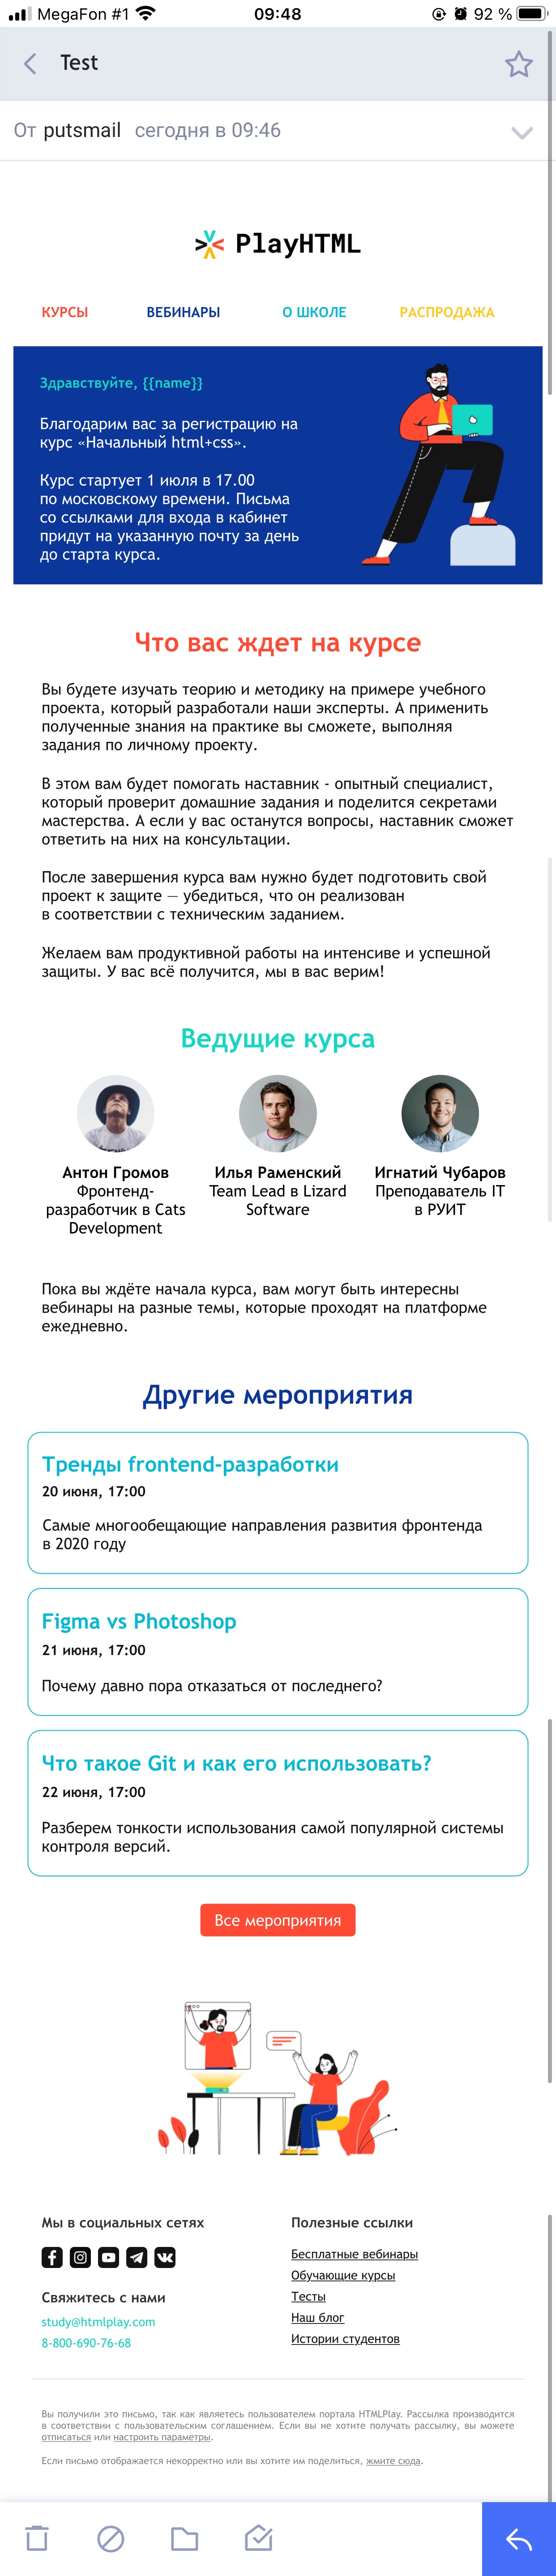 MegaFon #1 09:48 92 %
Test
От putsmail сегодня в 09:46
PlayHTML
КУРСЫ ВЕБИНАРЫ О ШКОЛЕ РАСПРОДАЖА
Здравствуйте, {{name}}
Благодарим вас за регистрацию на
курс «Начальный html+css».
Курс стартует 1 июля в 17.00
по московскому времени. Письма
со ссылками для входа в кабинет
придут на указанную почту за день
до старта курса.
Что вас ждет на курсе
Вы будете изучать теорию и методику на примере учебного
проекта, который разработали наши эксперты. А применить
полученные знания на практике вы сможете, выполняя
задания по личному проекту.
В этом вам будет помогать наставник - опытный специалист,
который проверит домашние задания и поделится секретами
мастерства. А если у вас останутся вопросы, наставник сможет
ответить на них на консультации.
После завершения курса вам нужно будет подготовить свой
проект к защите — убедиться, что он реализован
в соответствии с техническим заданием.
Желаем вам продуктивной работы на интенсиве и успешной
защиты. У вас всё получится, мы в вас верим!
Ведущие курса
Антон Громов
Фронтенд-
разработчик в Cats
Development
Илья Раменский
Team Lead в Lizard
Software
Игнатий Чубаров
Преподаватель IT
в РУИТ
Пока вы ждёте начала курса, вам могут быть интересны
вебинары на разные темы, которые проходят на платформе
ежедневно.
Другие мероприятия
Тренды frontend-разработки
20 июня, 17:00
Самые многообещающие направления развития фронтенда
в 2020 году
Figma vs Photoshop
21 июня, 17:00
Почему давно пора отказаться от последнего?
Что такое Git и как его использовать?
22 июня, 17:00
Разберем тонкости использования самой популярной системы
контроля версий.
Все мероприятия
Мы в социальных сетях
Свяжитесь с нами
study@htmlplay.com
8-800-690-76-68
Полезные ссылки
Бесплатные вебинары
Обучающие курсы
Тесты
Наш блог
Истории студентов
Вы получили это письмо, так как являетесь пользователем портала HTMLPlay. Рассылка производится
в соответствии с пользовательским соглашением. Если вы не хотите получать рассылку, вы можете
отписаться или настроить параметры.
Если письмо отображается некорректно или вы хотите им поделиться, жмите сюда.